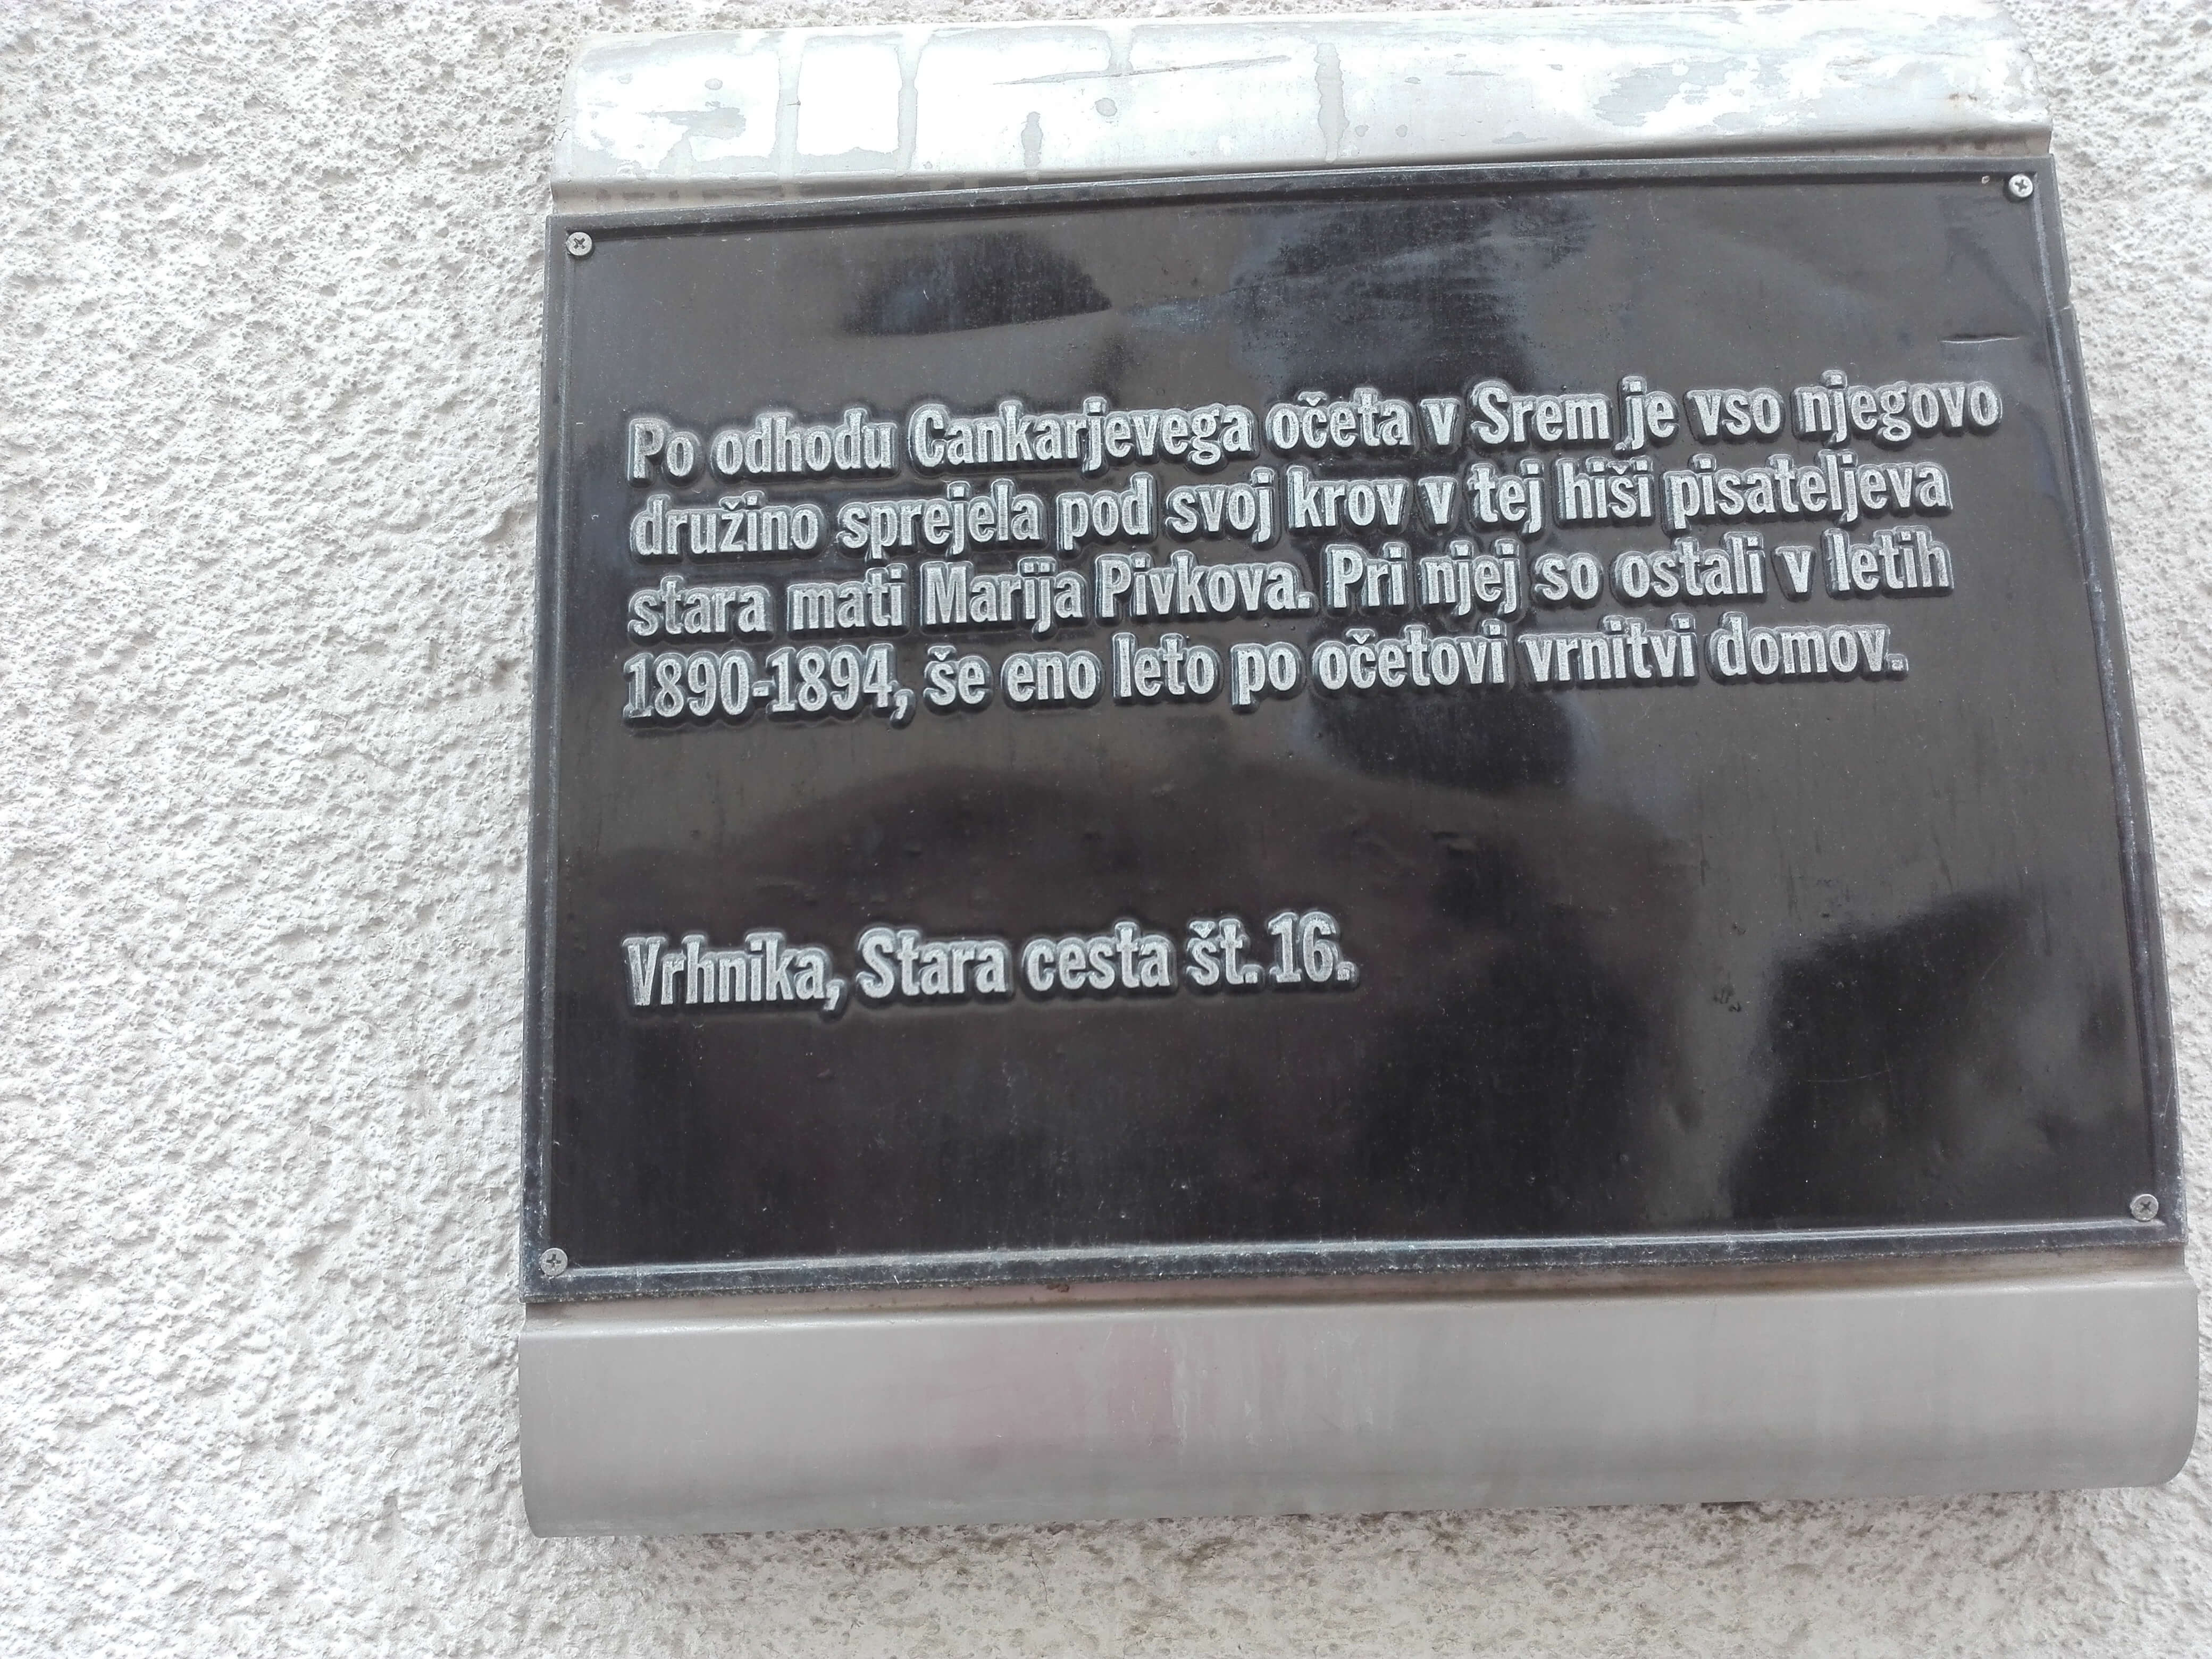 Po odhodu Cankarjevega očeta v Srem je vso njegovo
družino sprejela pod svoj krov v tej hiši pisateljeva
stara mati Marija Pivkova. Pri njej so ostali v letih
1890-1894, še eno leto po očetovi vrnitvi domov.
Vrhnika, Stara cesta št. 16.